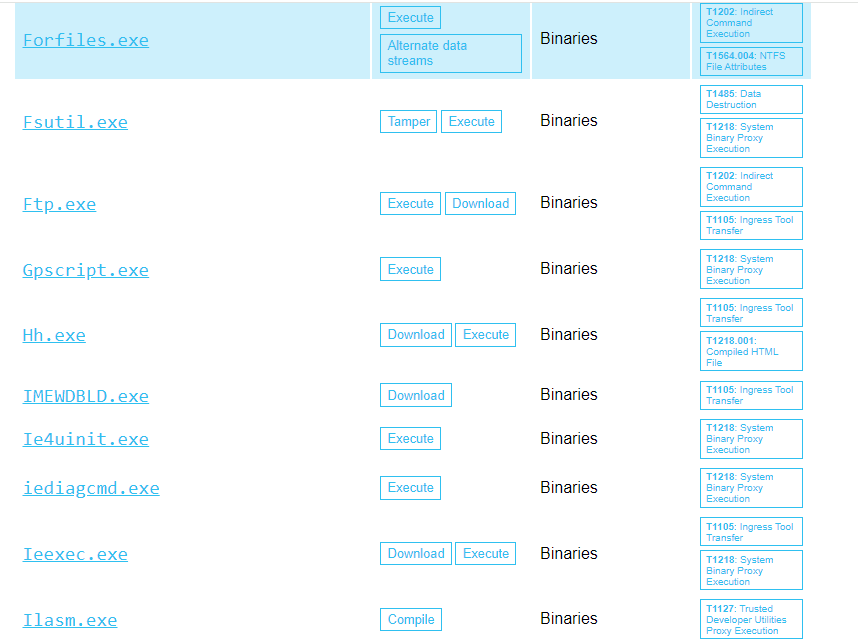 Forfiles.exe
Execute
Alternate data
streams
Binaries
T1202: Indirect
Command
Execution
T1564.004: NTFS
File Attributes
Fsutil.exe
Tamper Execute
Binaries
T1485: Data
Destruction
T1218: System
Binary Proxy
Execution
Ftp.exe
Execute Download
Binaries
T1202: Indirect
Command
Execution
T1105: Ingress Tool
Transfer
Gpscript.exe
Execute
Binaries
T1218: System
Binary Proxy
Execution
Hh.exe
Download Execute
Binaries
T1105: Ingress Tool
Transfer
T1218.001:
Compiled HTML
File
IMEWDBLD.exe
Download
Binaries
T1105: Ingress Tool
Transfer
Ie4uinit.exe
Execute
Binaries
T1218: System
Binary Proxy
Execution
iediagcmd.exe
Execute
Binaries
T1218: System
Binary Proxy
Execution
Ieexec.exe
Download Execute
Binaries
T1105: Ingress Tool
Transfer
T1218: System
Binary Proxy
Execution
Ilasm.exe
Compile
Binaries
T1127: Trusted
Developer Utilities
Proxy Execution